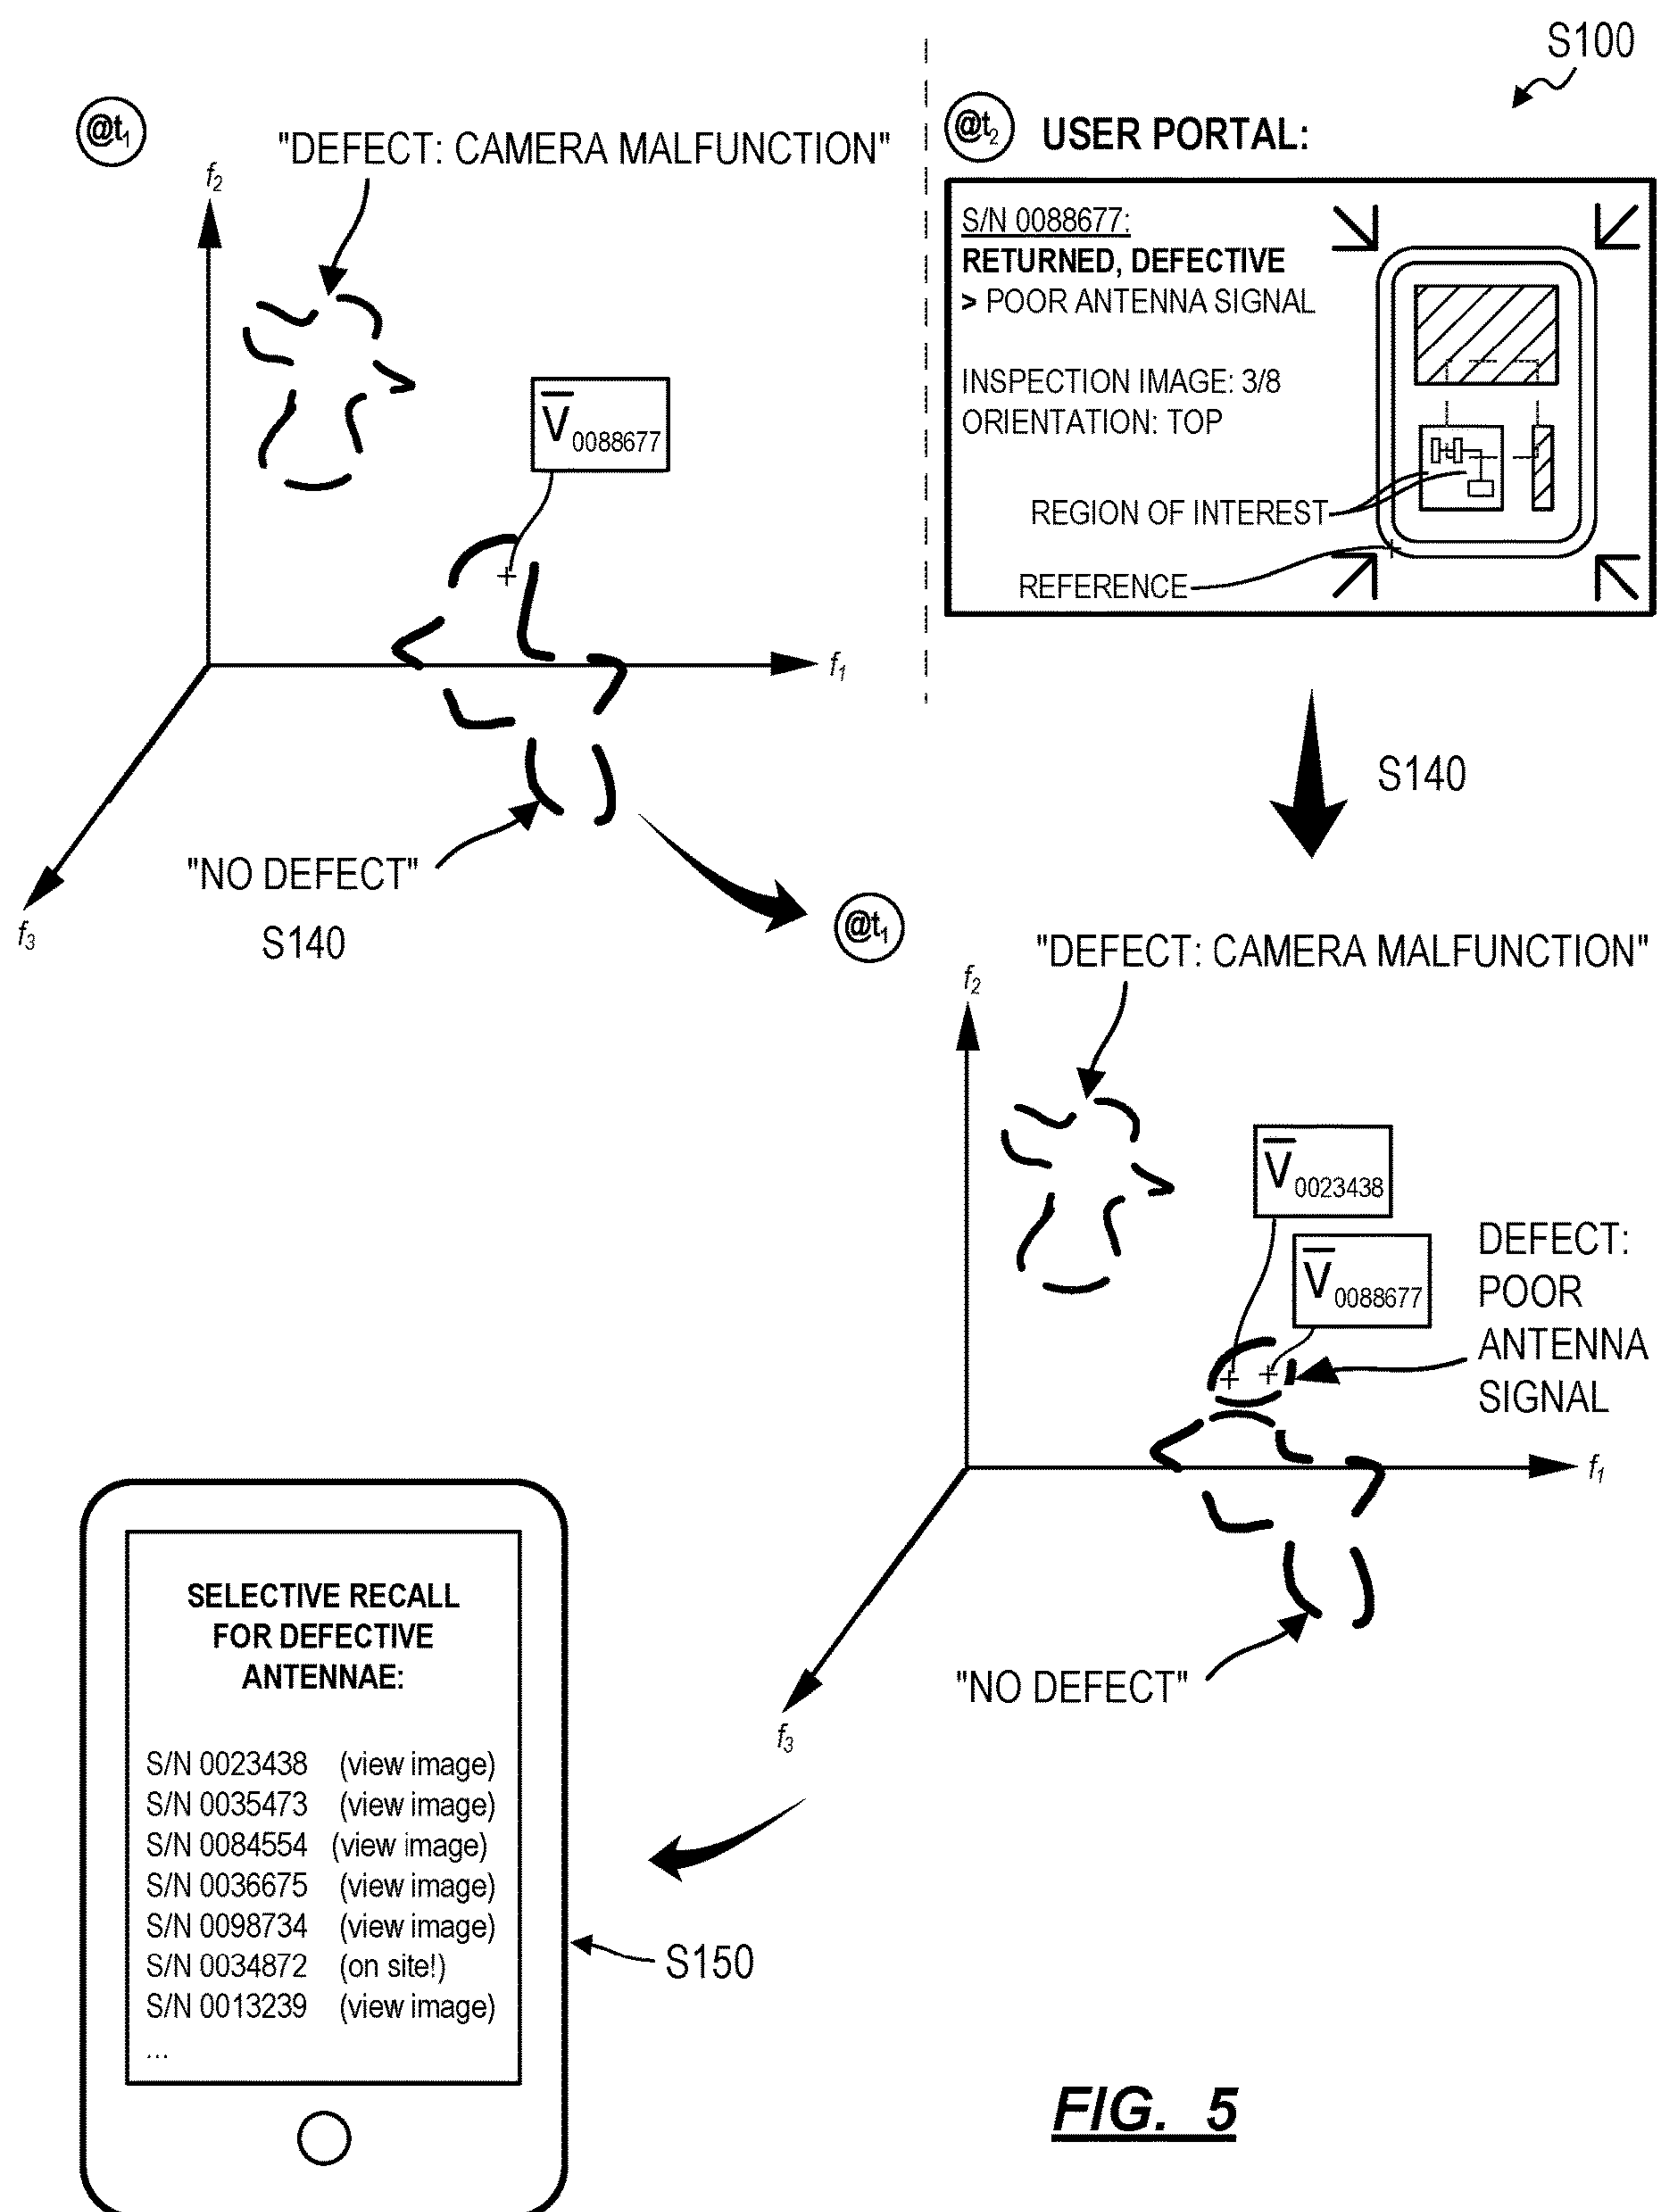 S100
@t1
"DEFECT: CAMERA MALFUNCTION"
f2
V0088677
f1
"NO DEFECT"
S140
f3
@t2
USER PORTAL:
S/N 0088677:
RETURNED, DEFECTIVE
> POOR ANTENNA SIGNAL
INSPECTION IMAGE: 3/8
ORIENTATION: TOP
REGION OF INTEREST
REFERENCE
S140
@t1
"DEFECT: CAMERA MALFUNCTION"
f2
V0023438
V0088677
DEFECT:
POOR
ANTENNA
SIGNAL
f1
"NO DEFECT"
f3
SELECTIVE RECALL
FOR DEFECTIVE
ANTENNAE:
S/N 0023438 (view image)
S/N 0035473 (view image)
S/N 0084554 (view image)
S/N 0036675 (view image)
S/N 0098734 (view image)
S/N 0034872 (on site!)
S/N 0013239 (view image)
...
S150
FIG. 5